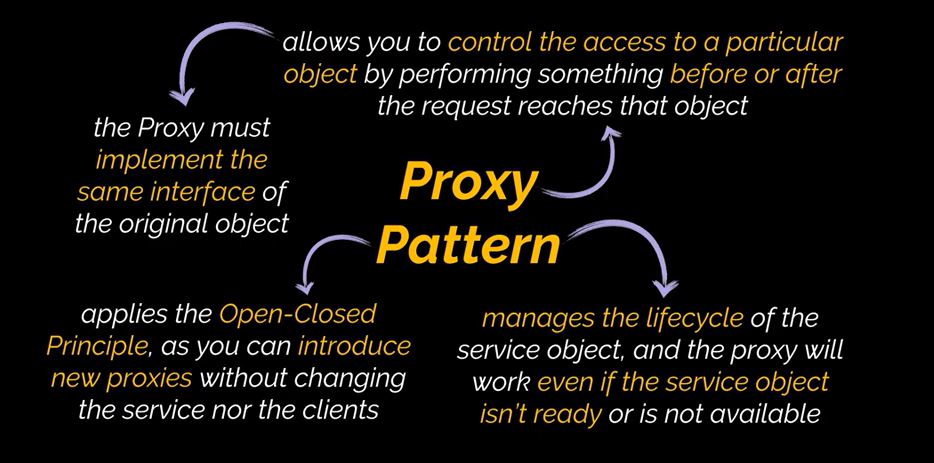 allows you to control the access to a particular
object by performing something before or after
the request reaches that object
the Proxy must
implement the
same interface of
the original object
Proxy
Pattern
applies the Open-Closed
Principle, as you can introduce
new proxies without changing
the service nor the clients
manages the lifecycle of the
service object, and the proxy will
work even if the service object
isn't ready or is not available